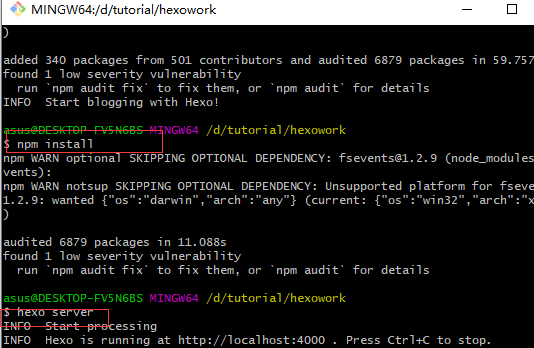 MINGW64:/d/tutorial/hexowork
)
added 340 packages from 501 contributors and audited 6879 packages in 59.757
found 1 low severity vulnerability
  run `npm audit fix` to fix them, or `npm audit` for details
INFO  Start blogging with Hexo!
asus@DESKTOP-FV5N6BS MINGW64 /d/tutorial/hexowork
$ npm install
npm WARN optional SKIPPING OPTIONAL DEPENDENCY: fsevents@1.2.9 (node_modules
vents):
npm WARN notsup SKIPPING OPTIONAL DEPENDENCY: Unsupported platform for fseve
1.2.9: wanted {"os":"darwin","arch":"any"} (current: {"os":"win32","arch":"x
)
audited 6879 packages in 11.088s
found 1 low severity vulnerability
  run `npm audit fix` to fix them, or `npm audit` for details
asus@DESKTOP-FV5N6BS MINGW64 /d/tutorial/hexowork
$ hexo server
INFO  Start processing
INFO  Hexo is running at http://localhost:4000 . Press Ctrl+C to stop.